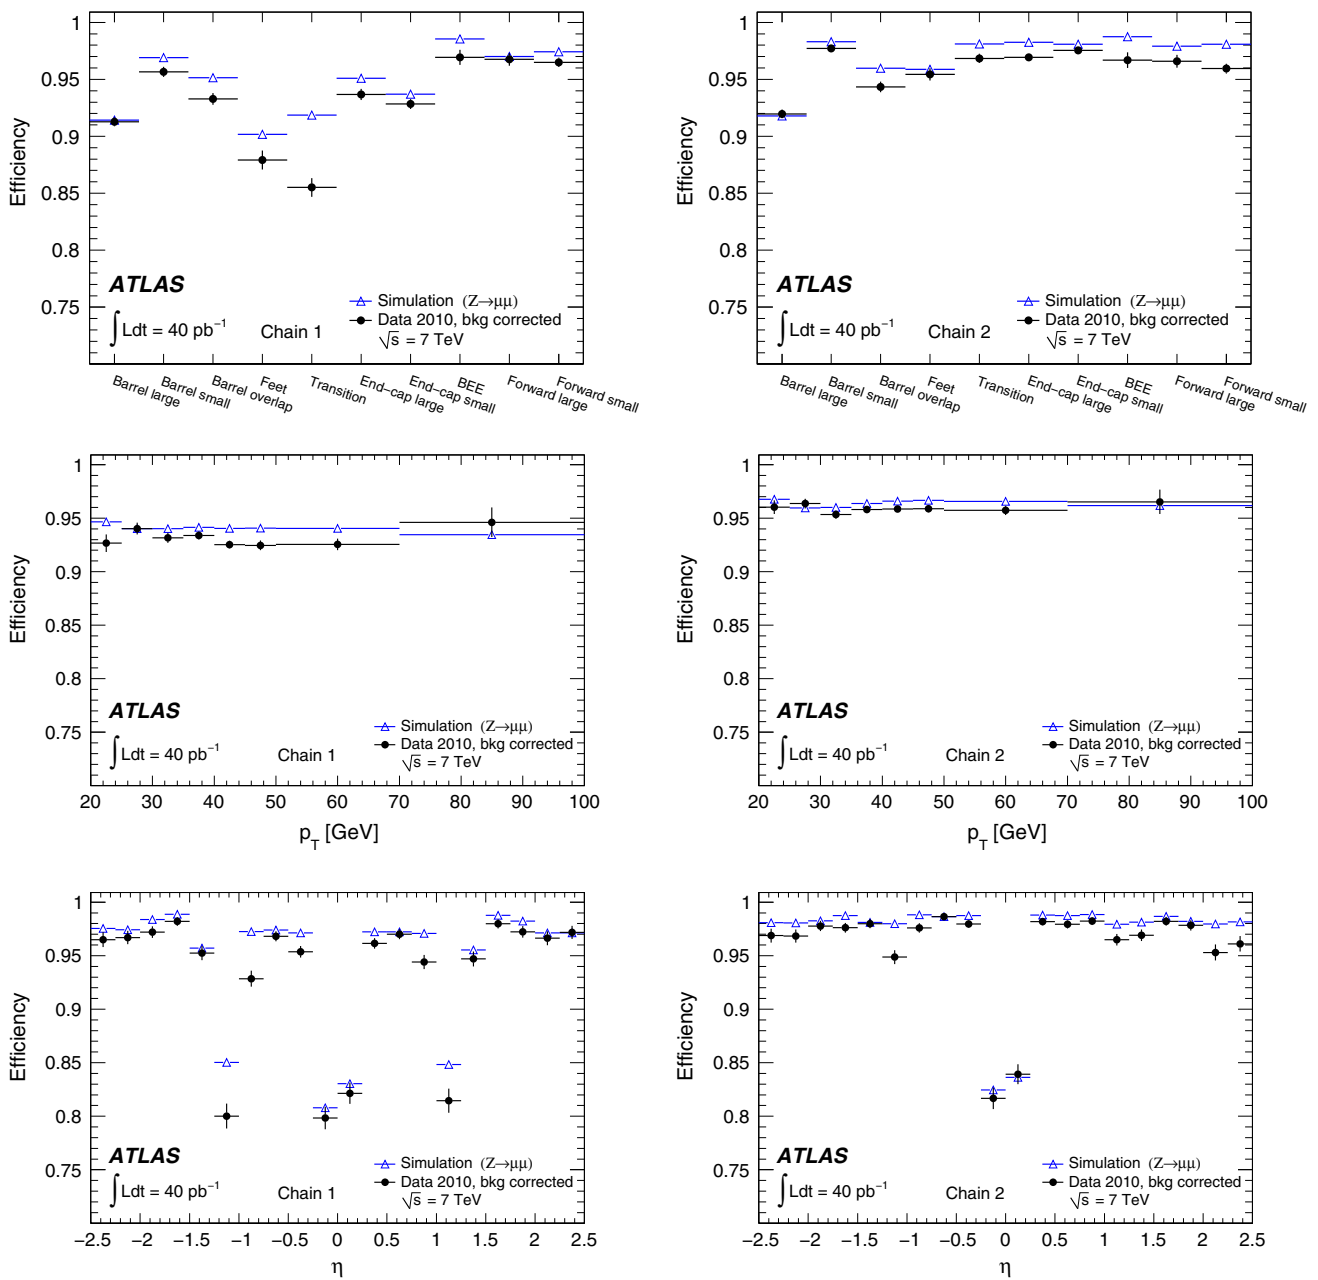 1
0.95
0.9
0.85
0.8
0.75
Efficiency
ATLAS
∫Ldt = 40 pb⁻¹
Chain 1
Simulation (Z→μμ)
Data 2010, bkg corrected
√s = 7 TeV
Barrel large
Barrel small
Barrel overlap
Feet
Transition
End-cap large
End-cap small
BEE
Forward large
Forward small
1
0.95
0.9
0.85
0.8
0.75
Efficiency
ATLAS
∫Ldt = 40 pb⁻¹
Chain 2
Simulation (Z→μμ)
Data 2010, bkg corrected
√s = 7 TeV
Barrel large
Barrel small
Barrel overlap
Feet
Transition
End-cap large
End-cap small
BEE
Forward large
Forward small
1
0.95
0.9
0.85
0.8
0.75
Efficiency
ATLAS
∫Ldt = 40 pb⁻¹
Chain 1
Simulation (Z→μμ)
Data 2010, bkg corrected
√s = 7 TeV
20 30 40 50 60 70 80 90 100
p_T [GeV]
1
0.95
0.9
0.85
0.8
0.75
Efficiency
ATLAS
∫Ldt = 40 pb⁻¹
Chain 2
Simulation (Z→μμ)
Data 2010, bkg corrected
√s = 7 TeV
20 30 40 50 60 70 80 90 100
p_T [GeV]
1
0.95
0.9
0.85
0.8
0.75
Efficiency
ATLAS
∫Ldt = 40 pb⁻¹
Chain 1
Simulation (Z→μμ)
Data 2010, bkg corrected
√s = 7 TeV
−2.5 −2 −1.5 −1 −0.5 0 0.5 1 1.5 2 2.5
η
1
0.95
0.9
0.85
0.8
0.75
Efficiency
ATLAS
∫Ldt = 40 pb⁻¹
Chain 2
Simulation (Z→μμ)
Data 2010, bkg corrected
√s = 7 TeV
−2.5 −2 −1.5 −1 −0.5 0 0.5 1 1.5 2 2.5
η